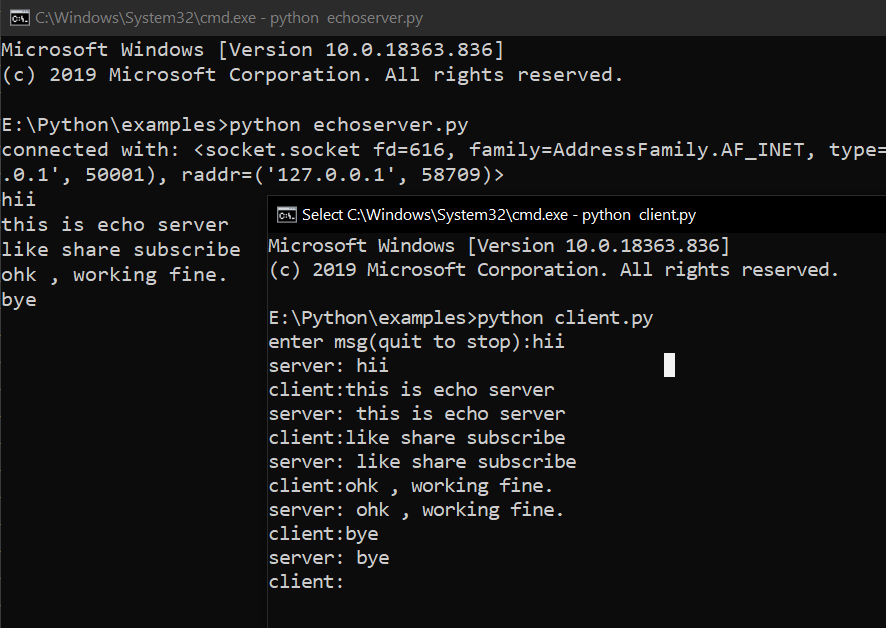 C:\Windows\System32\cmd.exe - python  echoserver.py
Microsoft Windows [Version 10.0.18363.836]
(c) 2019 Microsoft Corporation. All rights reserved.
E:\Python\examples>python echoserver.py
connected with: <socket.socket fd=616, family=AddressFamily.AF_INET, type=
.0.1', 50001), raddr=('127.0.0.1', 58709)>
hii
this is echo server
like share subscribe
ohk , working fine.
bye
Select C:\Windows\System32\cmd.exe - python  client.py
Microsoft Windows [Version 10.0.18363.836]
(c) 2019 Microsoft Corporation. All rights reserved.
E:\Python\examples>python client.py
enter msg(quit to stop):hii
server: hii
client:this is echo server
server: this is echo server
client:like share subscribe
server: like share subscribe
client:ohk , working fine.
server: ohk , working fine.
client:bye
server: bye
client: